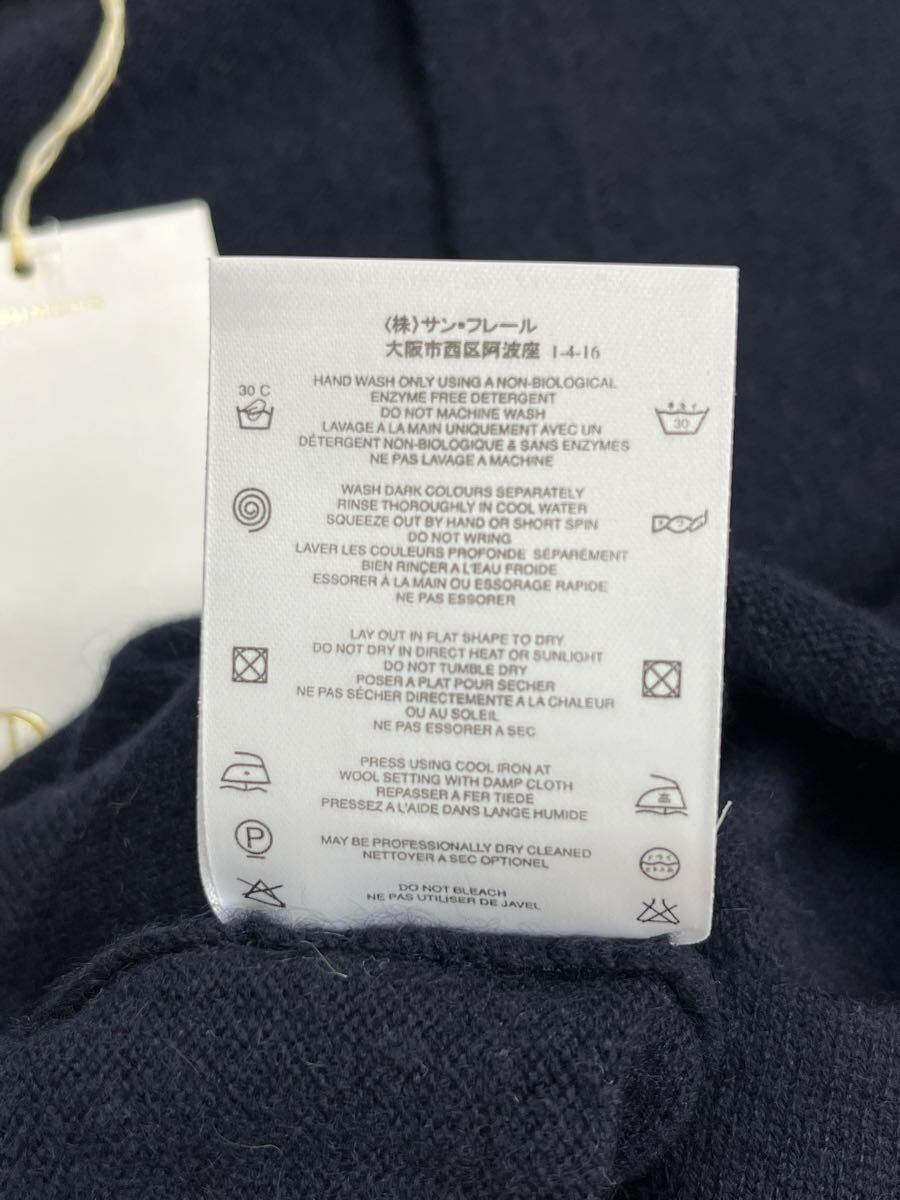 〈株〉サン・フレール
大阪市西区阿波座 1-4-16
30 C
HAND WASH ONLY USING A NON-BIOLOGICAL
ENZYME FREE DETERGENT
DO NOT MACHINE WASH
LAVAGE A LA MAIN UNIQUEMENT AVEC UN
DÉTERGENT NON-BIOLOGIQUE & SANS ENZYMES
NE PAS LAVAGE A MACHINE
30
WASH DARK COLOURS SEPARATELY
RINSE THOROUGHLY IN COOL WATER
SQUEEZE OUT BY HAND OR SHORT SPIN
DO NOT WRING
LAVER LES COULEURS PROFONDE SÉPARÉMENT
BIEN RINÇER A L'EAU FROIDE
ESSORER À LA MAIN OU ESSORAGE RAPIDE
NE PAS ESSORER
LAY OUT IN FLAT SHAPE TO DRY
DO NOT DRY IN DIRECT HEAT OR SUNLIGHT
DO NOT TUMBLE DRY
POSER A PLAT POUR SECHER
NE PAS SÉCHER DIRECTEMENTE A LA CHALEUR
OU AU SOLEIL
NE PAS ESSORER A SEC
PRESS USING COOL IRON AT
WOOL SETTING WITH DAMP CLOTH
REPASSER A FER TIEDE
PRESSEZ A L'AIDE DANS LANGE HUMIDE
P
MAY BE PROFESSIONALLY DRY CLEANED
NETTOYER A SEC OPTIONEL
DO NOT BLEACH
NE PAS UTILISER DE JAVEL